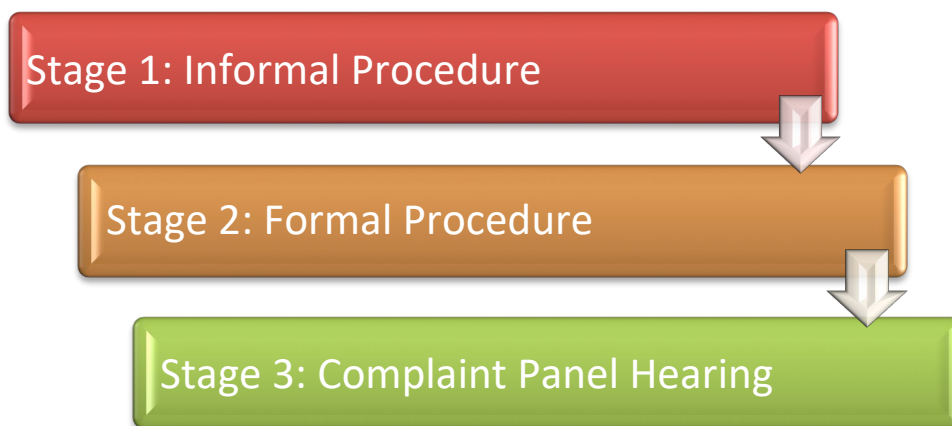 Stage 1: Informal Procedure
Stage 2: Formal Procedure
Stage 3: Complaint Panel Hearing